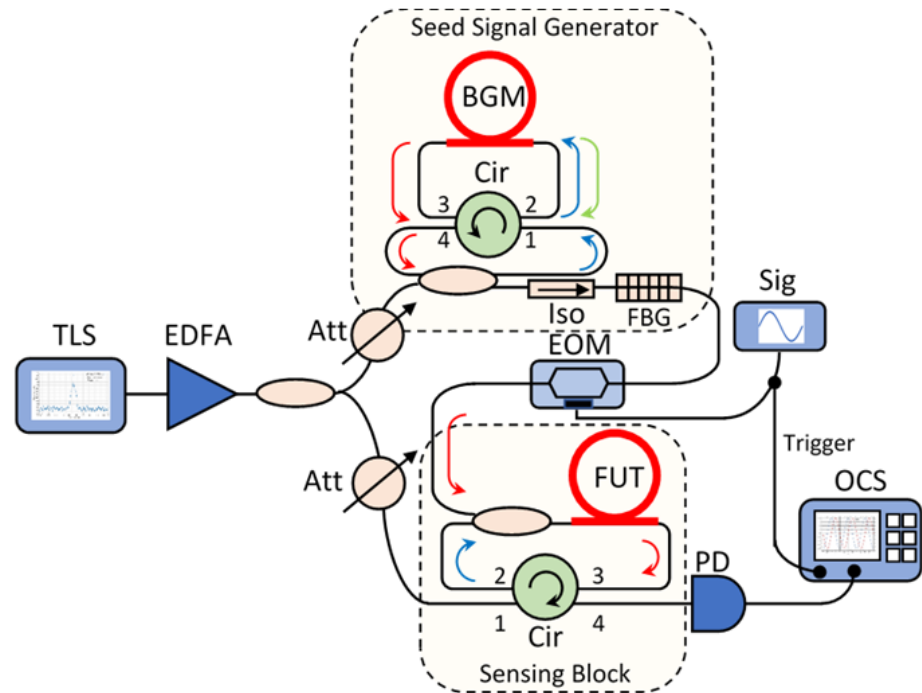 Seed Signal Generator
BGM
Cir
3 2
4 1
Iso
FBG
Att
TLS
EDFA
EOM
Sig
Att
FUT
Trigger
OCS
PD
2 3
1 4
Cir
Sensing Block